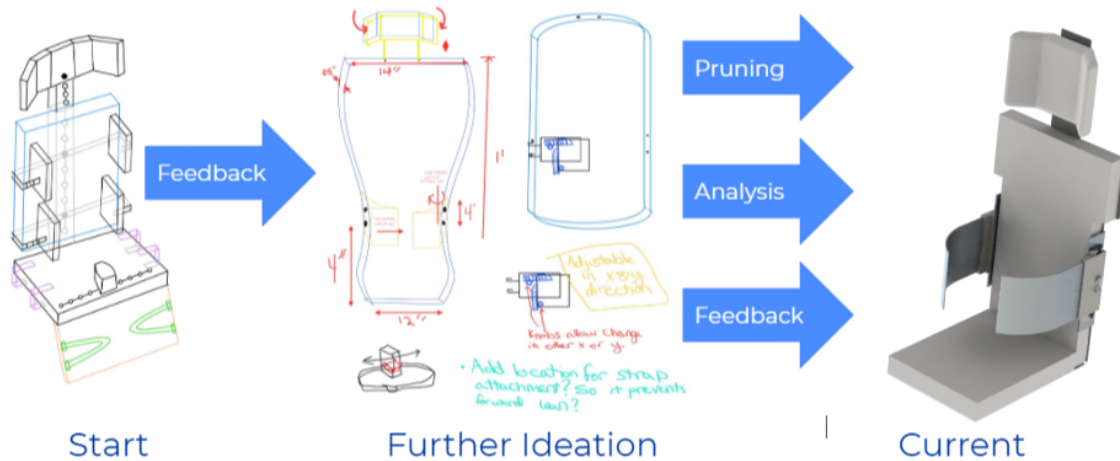 Feedback
14"
1'
4'
4"
12"
Adjustable
in x or y
direction
Knobs allow change
in either x or y
• Add location for strap
attachment? So it prevents
forward lean?
Pruning
Analysis
Feedback
Start
Further Ideation
Current